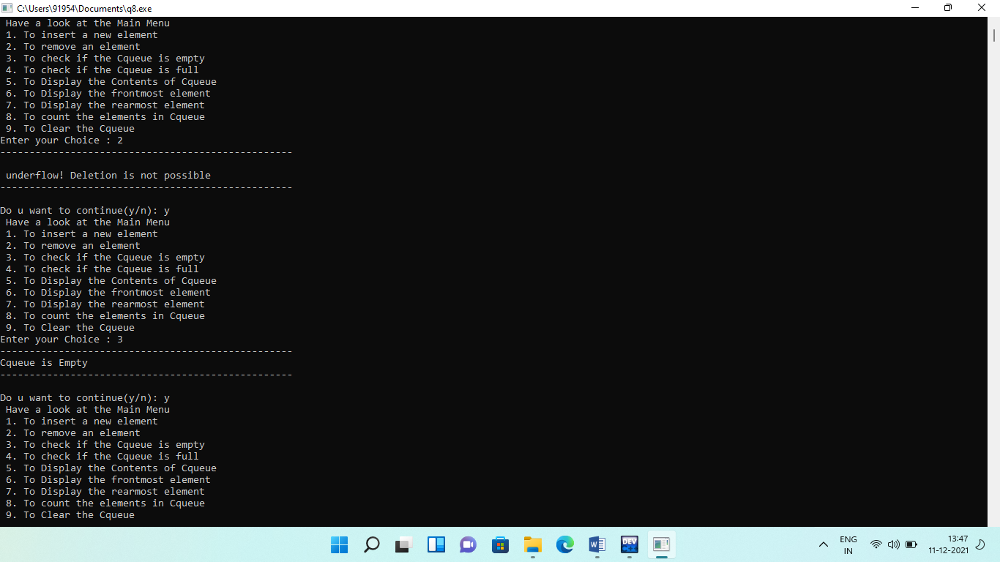 C:\Users\91954\Documents\q8.exe
Have a look at the Main Menu
1. To insert a new element
2. To remove an element
3. To check if the Cqueue is empty
4. To check if the Cqueue is full
5. To Display the Contents of Cqueue
6. To Display the frontmost element
7. To Display the rearmost element
8. To count the elements in Cqueue
9. To Clear the Cqueue
Enter your Choice : 2
--------------------------------------------------
underflow! Deletion is not possible
--------------------------------------------------
Do u want to continue(y/n): y
Have a look at the Main Menu
1. To insert a new element
2. To remove an element
3. To check if the Cqueue is empty
4. To check if the Cqueue is full
5. To Display the Contents of Cqueue
6. To Display the frontmost element
7. To Display the rearmost element
8. To count the elements in Cqueue
9. To Clear the Cqueue
Enter your Choice : 3
--------------------------------------------------
Cqueue is Empty
--------------------------------------------------
Do u want to continue(y/n): y
Have a look at the Main Menu
1. To insert a new element
2. To remove an element
3. To check if the Cqueue is empty
4. To check if the Cqueue is full
5. To Display the Contents of Cqueue
6. To Display the frontmost element
7. To Display the rearmost element
8. To count the elements in Cqueue
9. To Clear the Cqueue
W
DEV
ENG
IN
13:47
11-12-2021